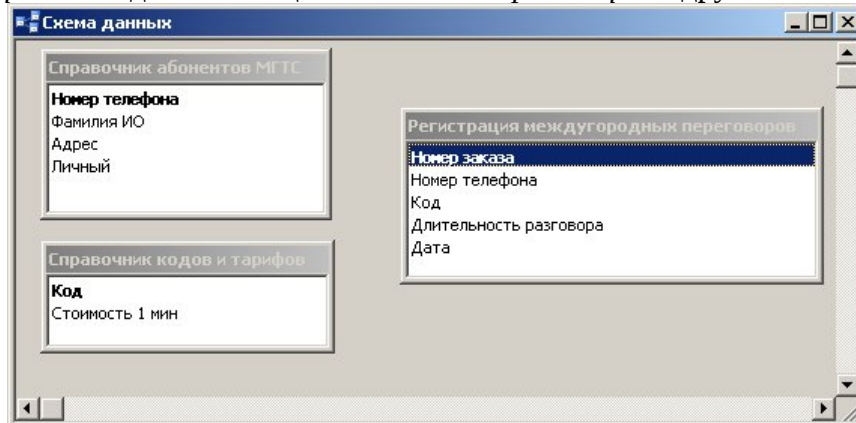 Схема данных
Справочник абонентов МГТС
Номер телефона
Фамилия ИО
Адрес
Личный
Регистрация междугородных переговоров
Номер заказа
Номер телефона
Код
Длительность разговора
Дата
Справочник кодов и тарифов
Код
Стоимость 1 мин